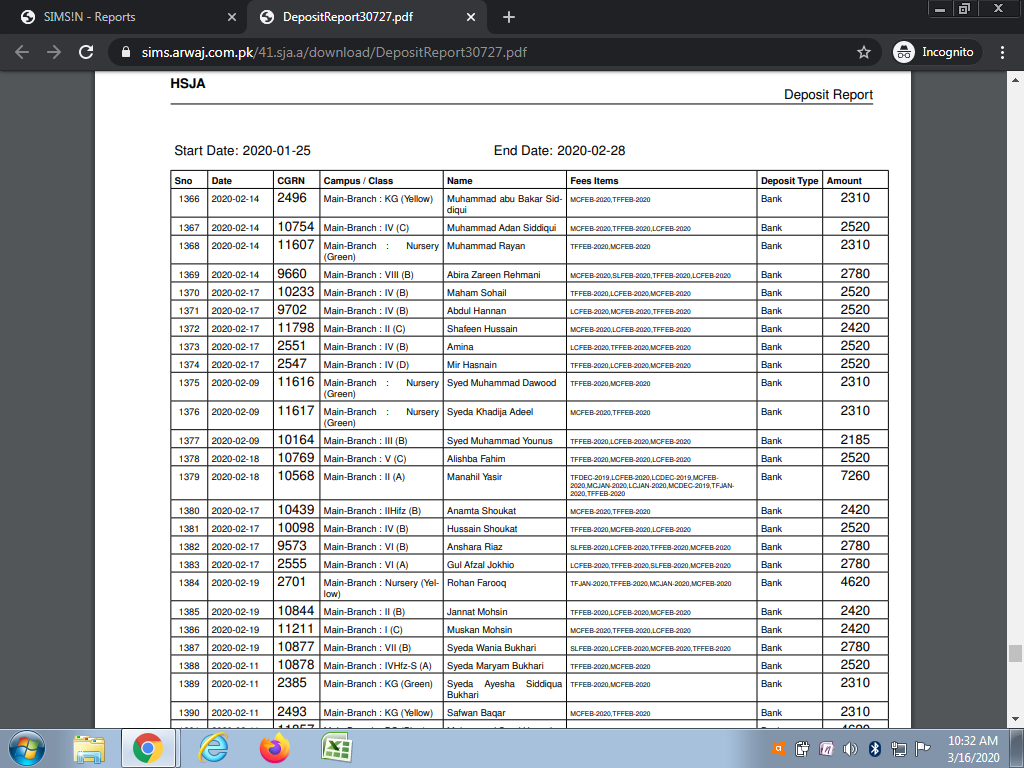 SIMS!N - Reports
DepositReport30727.pdf
sims.arwaj.com.pk/41.sja.a/download/DepositReport30727.pdf
Incognito
HSJA
Deposit Report
Start Date: 2020-01-25 End Date: 2020-02-28
Sno Date CGRN Campus / Class Name Fees Items Deposit Type Amount
1366 2020-02-14 2496 Main-Branch : KG (Yellow) Muhammad abu Bakar Sid- MCFEB-2020,TFFEB-2020 Bank 2310
diqui
1367 2020-02-14 10754 Main-Branch : IV (C) Muhammad Adan Siddiqui MCFEB-2020,TFFEB-2020,LCFEB-2020 Bank 2520
1368 2020-02-14 11607 Main-Branch : Nursery Muhammad Rayan TFFEB-2020,MCFEB-2020 Bank 2310
(Green)
1369 2020-02-14 9660 Main-Branch : VIII (B) Abira Zareen Rehmani MCFEB-2020,SLFEB-2020,TFFEB-2020,LCFEB-2020 Bank 2780
1370 2020-02-17 10233 Main-Branch : IV (B) Maham Sohail TFFEB-2020,LCFEB-2020,MCFEB-2020 Bank 2520
1371 2020-02-17 9702 Main-Branch : IV (B) Abdul Hannan LCFEB-2020,MCFEB-2020,TFFEB-2020 Bank 2520
1372 2020-02-17 11798 Main-Branch : II (C) Shafeen Hussain MCFEB-2020,LCFEB-2020,TFFEB-2020 Bank 2420
1373 2020-02-17 2551 Main-Branch : IV (B) Amina LCFEB-2020,TFFEB-2020,MCFEB-2020 Bank 2520
1374 2020-02-17 2547 Main-Branch : IV (D) Mir Hasnain TFFEB-2020,LCFEB-2020,MCFEB-2020 Bank 2520
1375 2020-02-09 11616 Main-Branch : Nursery Syed Muhammad Dawood TFFEB-2020,MCFEB-2020 Bank 2310
(Green)
1376 2020-02-09 11617 Main-Branch : Nursery Syeda Khadija Adeel MCFEB-2020,TFFEB-2020 Bank 2310
(Green)
1377 2020-02-09 10164 Main-Branch : III (B) Syed Muhammad Younus TFFEB-2020,LCFEB-2020,MCFEB-2020 Bank 2185
1378 2020-02-18 10769 Main-Branch : V (C) Alishba Fahim TFFEB-2020,MCFEB-2020,LCFEB-2020 Bank 2520
1379 2020-02-18 10568 Main-Branch : II (A) Manahil Yasir TFDEC-2019,LCFEB-2020,LCDEC-2019,MCFEB- Bank 7260
2020,MCJAN-2020,LCJAN-2020,MCDEC-2019,TFJAN-
2020,TFFEB-2020
1380 2020-02-17 10439 Main-Branch : IIHifz (B) Anamta Shoukat MCFEB-2020,TFFEB-2020 Bank 2420
1381 2020-02-17 10098 Main-Branch : IV (B) Hussain Shoukat TFFEB-2020,MCFEB-2020,LCFEB-2020 Bank 2520
1382 2020-02-17 9573 Main-Branch : VI (B) Anshara Riaz SLFEB-2020,LCFEB-2020,TFFEB-2020,MCFEB-2020 Bank 2780
1383 2020-02-17 2555 Main-Branch : VI (A) Gul Afzal Jokhio LCFEB-2020,TFFEB-2020,SLFEB-2020,MCFEB-2020 Bank 2780
1384 2020-02-19 2701 Main-Branch : Nursery (Yel- Rohan Farooq TFJAN-2020,TFFEB-2020,MCJAN-2020,MCFEB-2020 Bank 4620
low)
1385 2020-02-19 10844 Main-Branch : II (B) Jannat Mohsin TFFEB-2020,LCFEB-2020,MCFEB-2020 Bank 2420
1386 2020-02-19 11211 Main-Branch : I (C) Muskan Mohsin MCFEB-2020,TFFEB-2020,LCFEB-2020 Bank 2420
1387 2020-02-19 10877 Main-Branch : VII (B) Syeda Wania Bukhari SLFEB-2020,LCFEB-2020,MCFEB-2020,TFFEB-2020 Bank 2780
1388 2020-02-11 10878 Main-Branch : IVHfz-S (A) Syeda Maryam Bukhari TFFEB-2020,MCFEB-2020 Bank 2520
1389 2020-02-11 2385 Main-Branch : KG (Green) Syeda Ayesha Siddiqua TFFEB-2020,MCFEB-2020 Bank 2310
Bukhari
1390 2020-02-11 2493 Main-Branch : KG (Yellow) Safwan Baqar MCFEB-2020,TFFEB-2020 Bank 2310
10:32 AM
3/16/2020